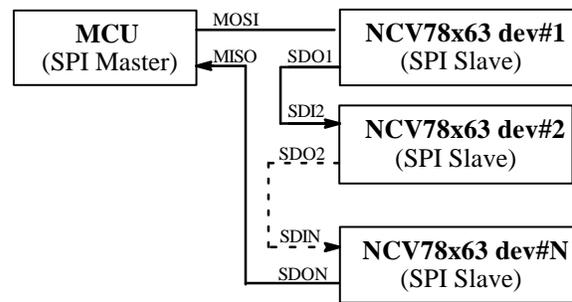 MCU
(SPI Master)
MOSI
MISO
NCV78x63 dev#1
(SPI Slave)
SDO1
SDI2
NCV78x63 dev#2
(SPI Slave)
SDO2
SDIN
NCV78x63 dev#N
(SPI Slave)
SDON